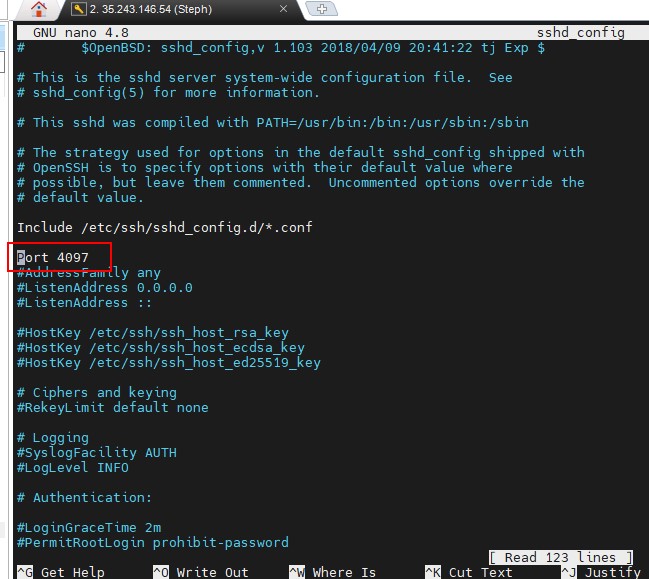 2. 35.243.146.54 (Steph)
GNU nano 4.8 sshd_config
# $OpenBSD: sshd_config,v 1.103 2018/04/09 20:41:22 tj Exp $
# This is the sshd server system-wide configuration file. See
# sshd_config(5) for more information.
# This sshd was compiled with PATH=/usr/bin:/bin:/usr/sbin:/sbin
# The strategy used for options in the default sshd_config shipped with
# OpenSSH is to specify options with their default value where
# possible, but leave them commented. Uncommented options override the
# default value.
Include /etc/ssh/sshd_config.d/*.conf
Port 4097
#AddressFamily any
#ListenAddress 0.0.0.0
#ListenAddress ::
#HostKey /etc/ssh/ssh_host_rsa_key
#HostKey /etc/ssh/ssh_host_ecdsa_key
#HostKey /etc/ssh/ssh_host_ed25519_key
# Ciphers and keying
#RekeyLimit default none
# Logging
#SyslogFacility AUTH
#LogLevel INFO
# Authentication:
#LoginGraceTime 2m
#PermitRootLogin prohibit-password
[ Read 123 lines ]
^G Get Help ^O Write Out ^W Where Is ^K Cut Text ^J Justify